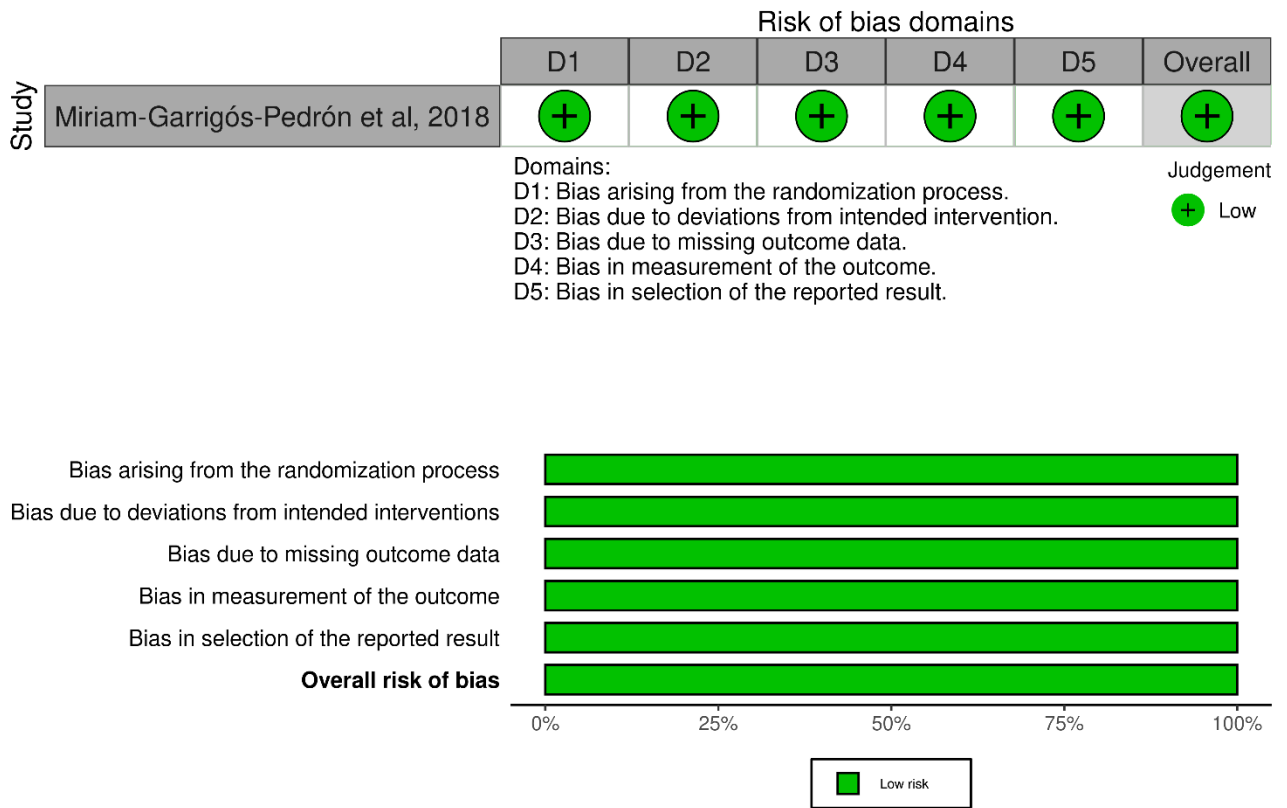 Risk of bias domains
D1 D2 D3 D4 D5 Overall
Study
Miriam-Garrigós-Pedrón et al, 2018
+ + + + + +
Domains:
D1: Bias arising from the randomization process.
D2: Bias due to deviations from intended intervention.
D3: Bias due to missing outcome data.
D4: Bias in measurement of the outcome.
D5: Bias in selection of the reported result.
Judgement
+ Low
Bias arising from the randomization process
Bias due to deviations from intended interventions
Bias due to missing outcome data
Bias in measurement of the outcome
Bias in selection of the reported result
Overall risk of bias
0% 25% 50% 75% 100%
Low risk